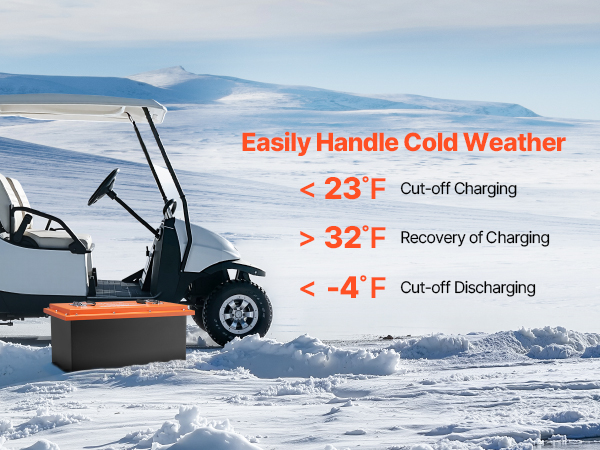 Easily Handle Cold Weather
< 23°F Cut-off Charging
> 32°F Recovery of Charging
< -4°F Cut-off Discharging